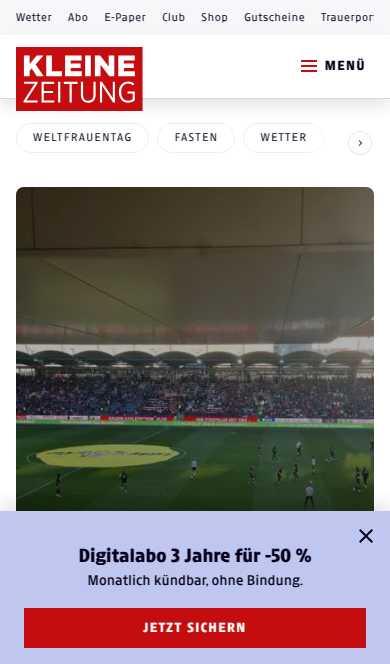 Wetter Abo E-Paper Club Shop Gutscheine Trauerpor
KLEINE
ZEITUNG
MENÜ
WELTFRAUENTAG FASTEN WETTER
Digitalabo 3 Jahre für -50 %
Monatlich kündbar, ohne Bindung.
JETZT SICHERN